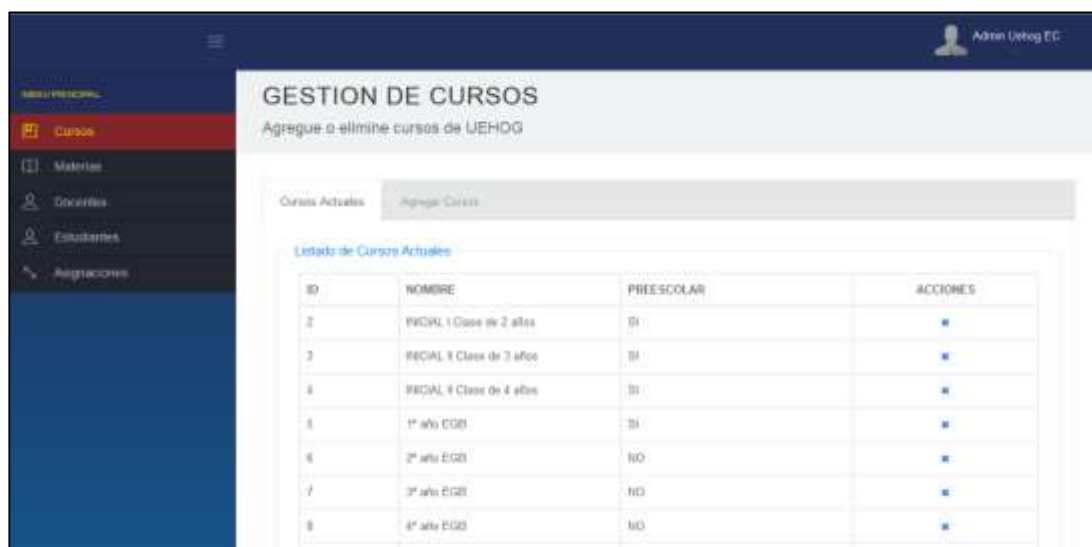 Admin Uehog EC
MENU PRINCIPAL
Cursos
Materias
Docentes
Estudiantes
Asignaciones
GESTION DE CURSOS
Agregue o elimine cursos de UEHOG
Cursos Actuales Agregar Cursos
Listado de Cursos Actuales
ID NOMBRE PREESCOLAR ACCIONES
2 INICIAL I Clase de 2 años SI
3 INICIAL II Clase de 3 años SI
4 INICIAL II Clase de 4 años SI
5 1º año EGB SI
6 2º año EGB NO
7 3º año EGB NO
8 4º año EGB NO